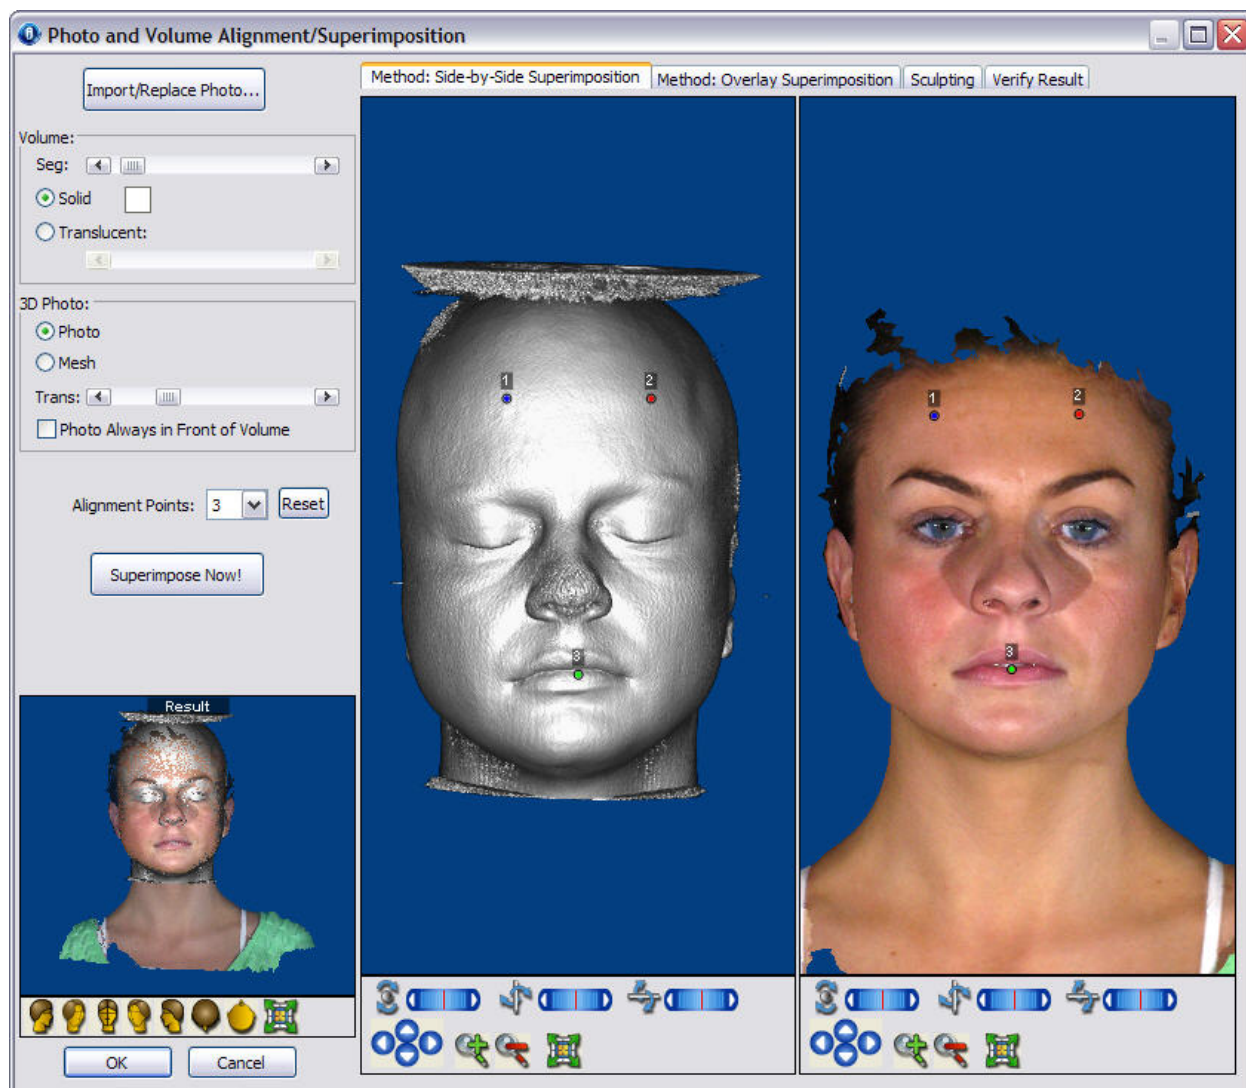 Photo and Volume Alignment/Superimposition
Import/Replace Photo...
Method: Side-by-Side Superimposition
Method: Overlay Superimposition
Sculpting
Verify Result
Volume:
Seg:
Solid
Translucent:
3D Photo:
Photo
Mesh
Trans:
Photo Always in Front of Volume
Alignment Points: 3 Reset
Superimpose Now!
Result
OK
Cancel
1
2
3
1
2
3